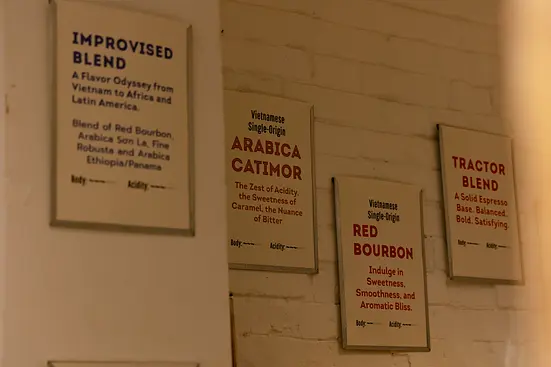 IMPROVISED
BLEND
A Flavor Odyssey from
Vietnam to Africa and
Latin America.
Blend of Red Bourbon,
Arabica Sơn La, Fine
Robusta and Arabica
Ethiopia/Panama
Body: Acidity:
Vietnamese
Single-Origin
ARABICA
CATIMOR
The Zest of Acidity,
the Sweetness of
Caramel, the Nuance
of Bitter
Body: Acidity:
Vietnamese
Single-Origin
RED
BOURBON
Indulge in
Sweetness,
Smoothness, and
Aromatic Bliss.
Body: Acidity:
TRACTOR
BLEND
A Solid Espresso
Base. Balanced,
Bold, Satisfying.
Body: Acidity: